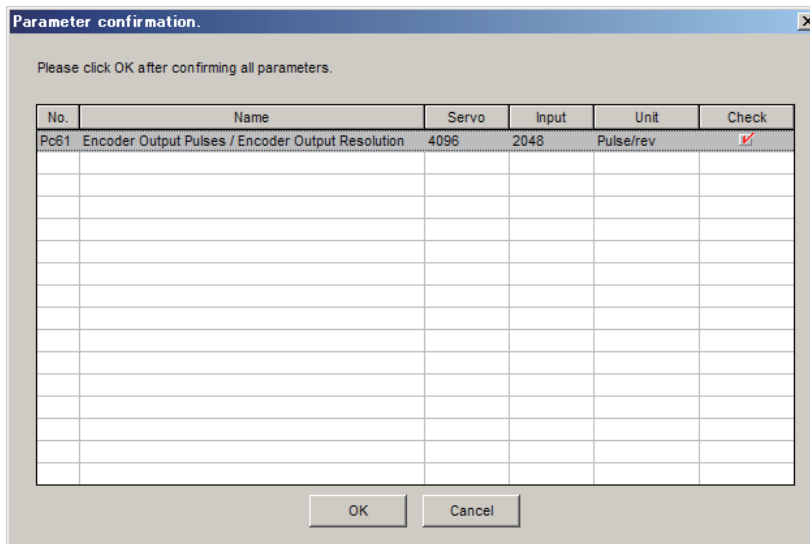 Parameter confirmation.
Please click OK after confirming all parameters.
No. Name Servo Input Unit Check
Pc61 Encoder Output Pulses / Encoder Output Resolution 4096 2048 Pulse/rev
OK Cancel